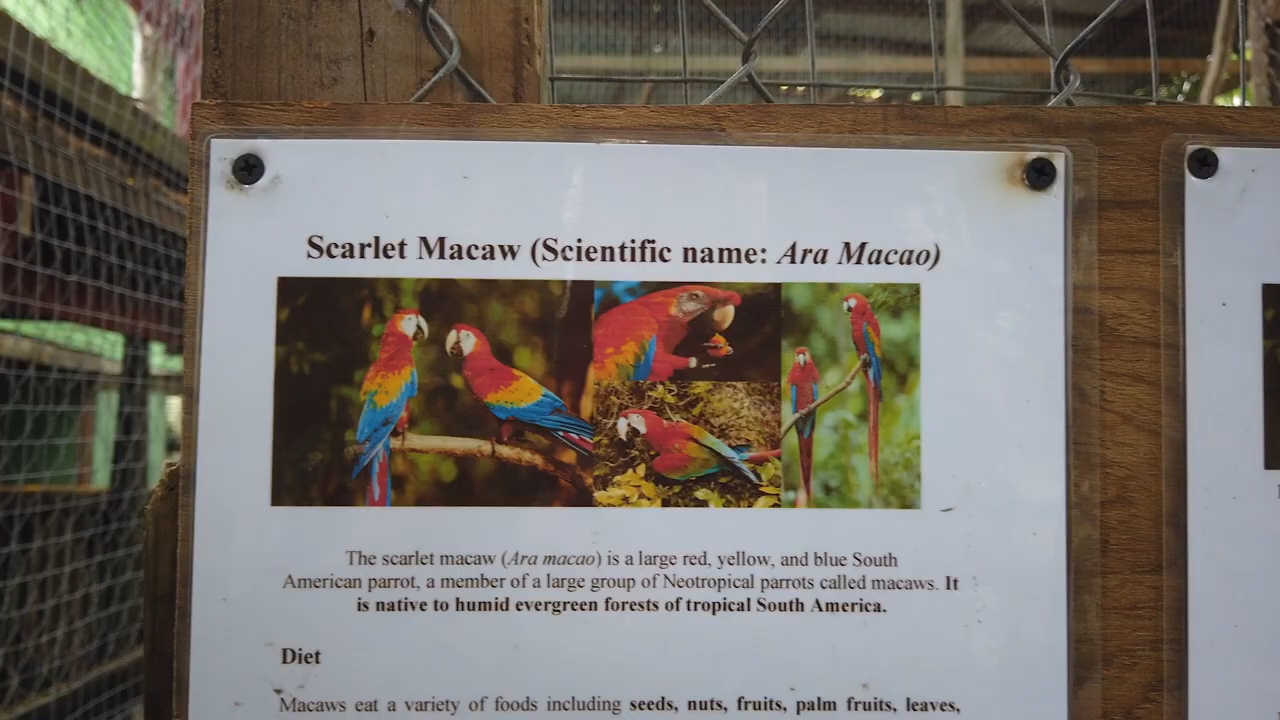 Scarlet Macaw (Scientific name: Ara Macao)
The scarlet macaw (Ara macao) is a large red, yellow, and blue South
American parrot, a member of a large group of Neotropical parrots called macaws. It
is native to humid evergreen forests of tropical South America.
Diet
Macaws eat a variety of foods including seeds, nuts, fruits, palm fruits, leaves,